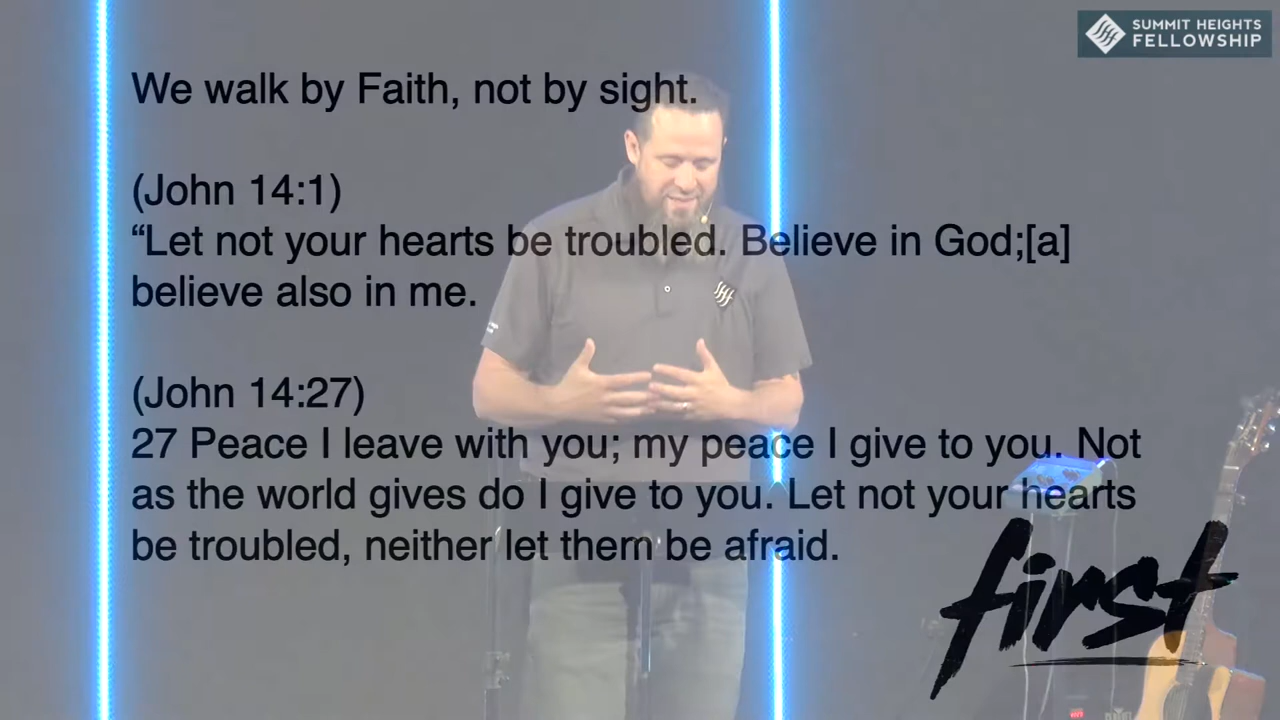 SUMMIT HEIGHTS
FELLOWSHIP
We walk by Faith, not by sight.
(John 14:1)
“Let not your hearts be troubled. Believe in God;[a]
believe also in me.
(John 14:27)
27 Peace I leave with you; my peace I give to you. Not
as the world gives do I give to you. Let not your hearts
be troubled, neither let them be afraid.
first